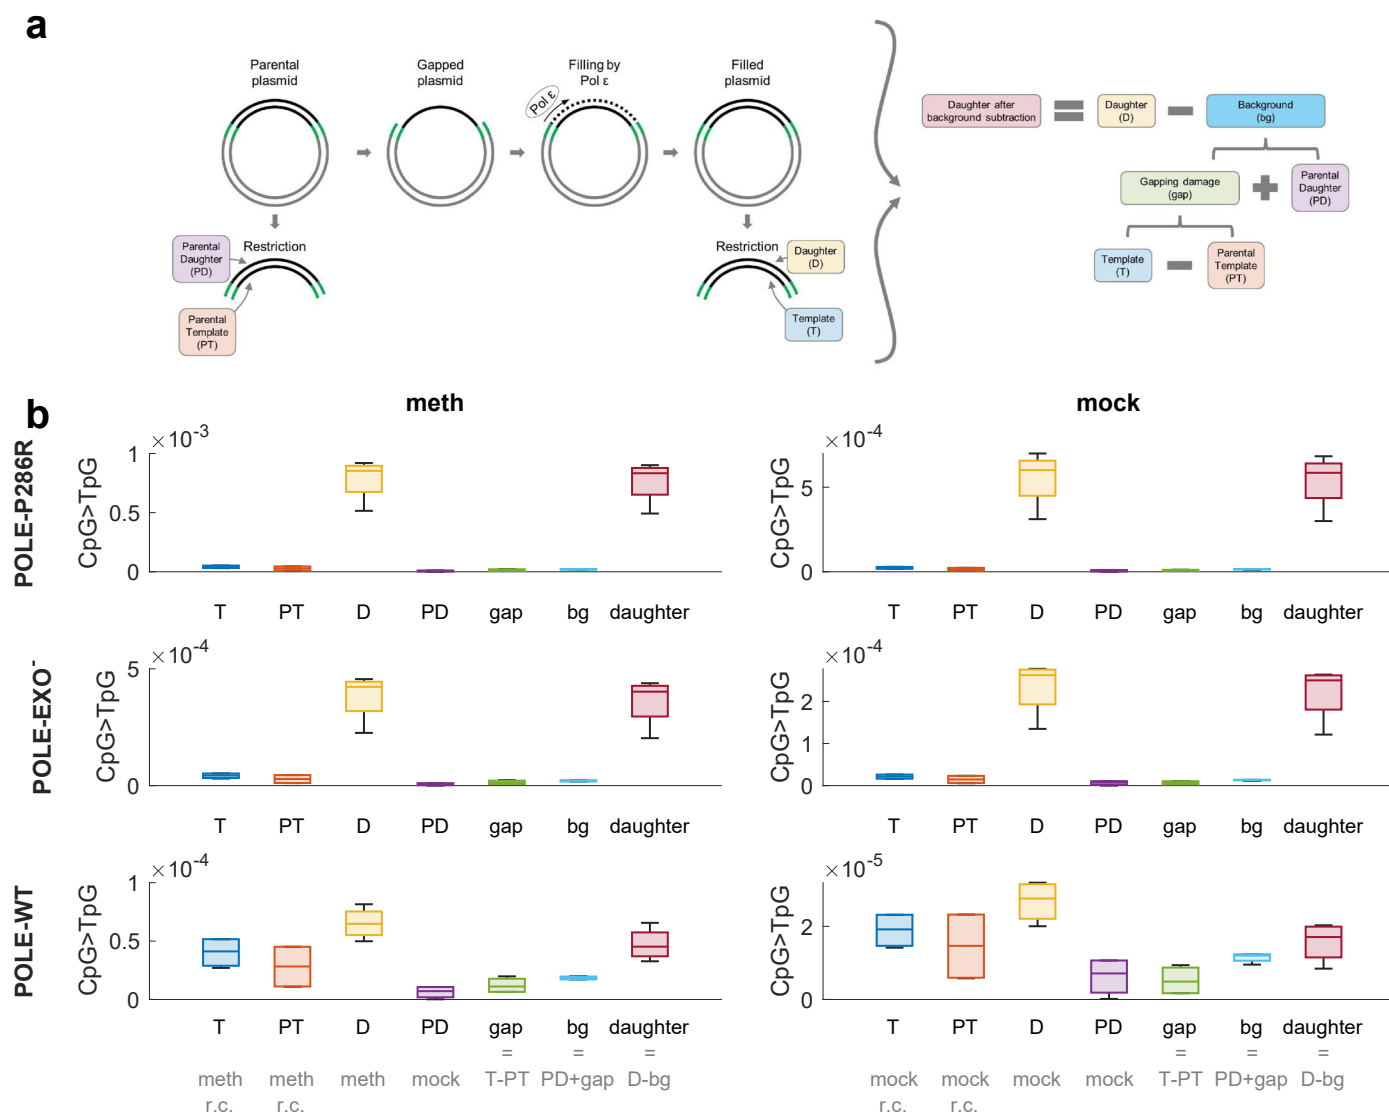 a
Parental
plasmid
Gapped
plasmid
Filling by
Pol ε
Filled
plasmid
Pol ε
Restriction
Parental
Daughter
(PD)
Parental
Template
(PT)
Restriction
Daughter
(D)
Template
(T)
Daughter after
background subtraction
Daughter
(D)
Background
(bg)
Gapping damage
(gap)
Parental
Daughter
(PD)
Template
(T)
Parental
Template
(PT)
b
meth
mock
POLE-P286R
CpG>TpG
×10⁻³
1
0.5
0
T PT D PD gap bg daughter
CpG>TpG
×10⁻⁴
5
0
T PT D PD gap bg daughter
POLE-EXO⁻
CpG>TpG
×10⁻⁴
5
0
T PT D PD gap bg daughter
CpG>TpG
×10⁻⁴
2
1
0
T PT D PD gap bg daughter
POLE-WT
CpG>TpG
×10⁻⁴
1
0.5
0
T PT D PD gap bg daughter
= = =
meth meth meth mock T-PT PD+gap D-bg
r.c. r.c.
CpG>TpG
×10⁻⁵
2
0
T PT D PD gap bg daughter
= = =
mock mock mock mock T-PT PD+gap D-bg
r.c. r.c.